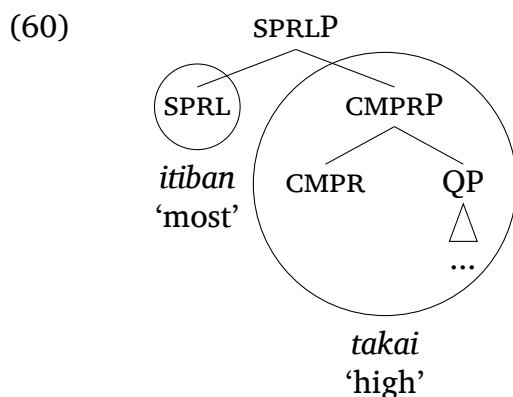 (60) SPRLP
SPRL CMPRP
itiban CMPR QP
'most'
...
takai
'high'